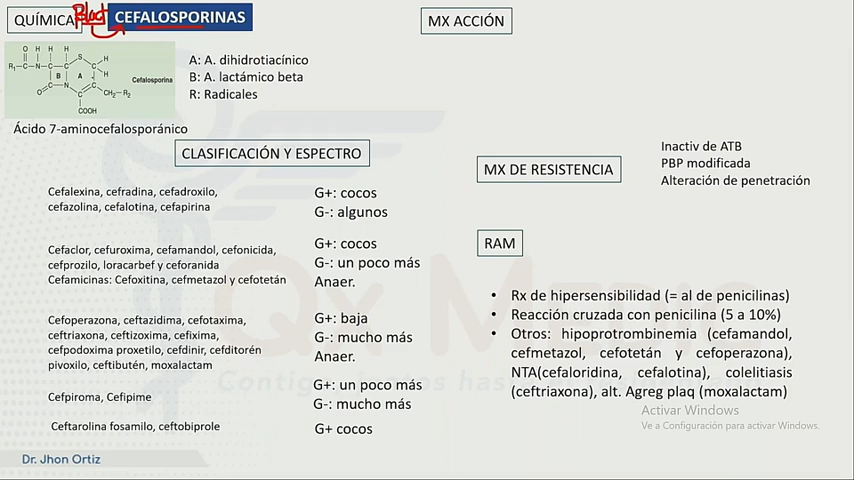 QUÍMICA
CEFALOSPORINAS
MX ACCIÓN
Cefalosporina
A: A. dihidrotiacínico
B: A. lactámico beta
R: Radicales
Ácido 7-aminocefalosporánico
CLASIFICACIÓN Y ESPECTRO
Cefalexina, cefradina, cefadroxilo,
cefazolina, cefalotina, cefapirina
G+: cocos
G-: algunos
Cefaclor, cefuroxima, cefamandol, cefonicida,
cefprozilo, loracarbef y ceforanida
Cefamicinas: Cefoxitina, cefmetazol y cefotetán
G+: cocos
G-: un poco más
Anaer.
Cefoperazona, ceftazidima, cefotaxima,
ceftriaxona, ceftizoxima, cefixima,
cefpodoxima proxetilo, cefdinir, cefditorén
pivoxilo, ceftibutén, moxalactam
G+: baja
G-: mucho más
Anaer.
Cefpiroma, Cefipime
G+: un poco más
G-: mucho más
Ceftarolina fosamilo, ceftobiprole
G+ cocos
MX DE RESISTENCIA
Inactiv de ATB
PBP modificada
Alteración de penetración
RAM
• Rx de hipersensibilidad (= al de penicilinas)
• Reacción cruzada con penicilina (5 a 10%)
• Otros: hipoprotrombinemia (cefamandol,
cefmetazol, cefotetán y cefoperazona),
NTA(cefaloridina, cefalotina), colelitiasis
(ceftriaxona), alt. Agreg plaq (moxalactam)
Activar Windows
Ve a Configuración para activar Windows.
Dr. Jhon Ortiz